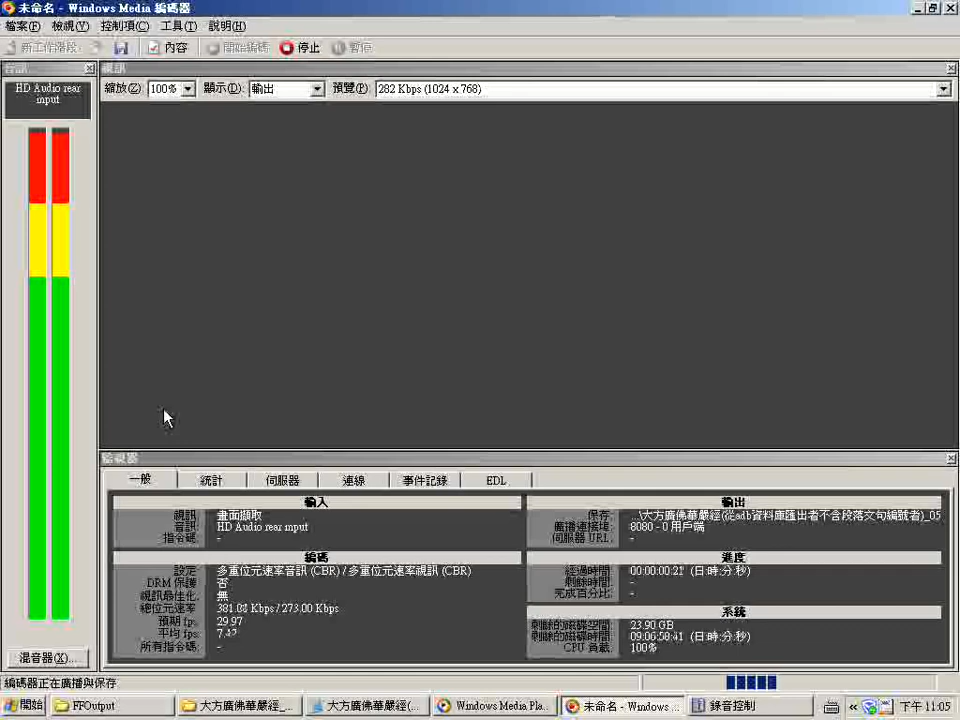 未命名 - Windows Media 編碼器
檔案(F) 檢視(V) 控制項(C) 工具(T) 說明(H)
新工作階段 內容 開始編碼 停止 暫停
音訊 視訊
HD Audio rear input
縮放(Z): 100% 顯示(D): 輸出 預覽(P): 282 Kbps (1024 x 768)
混音器(X)...
監視器
一般 統計 伺服器 連線 事件記錄 EDL
輸入
視訊: 畫面擷取
音訊: HD Audio rear input
指令碼: -
編碼
設定: 多重位元速率音訊 (CBR) / 多重位元速率視訊 (CBR)
DRM 保護: 否
視訊最佳化: 無
總位元速率: 381.08 Kbps / 273.00 Kbps
預期 fps: 29.97
平均 fps: 7.42
所有指令碼: -
輸出
保存: ...\大方廣佛華嚴經(從adb資料庫匯出者不含段落文句編號者)_05
廣播連接埠: 8080 - 0 用戶端
伺服器 URL: -
進度
經過時間: 00:00:00:21 (日:時:分:秒)
剩餘時間: -
完成百分比: -
系統
剩餘的磁碟空間: 23.90 GB
剩餘的磁碟時間: 09:06:58:41 (日:時:分:秒)
CPU 負載: 100%
編碼器正在廣播與保存
開始 FFOutput 大方廣佛華嚴經_... 大方廣佛華嚴經(... Windows Media Pla... 未命名 - Windows ... 錄音控制 « 下午 11:05